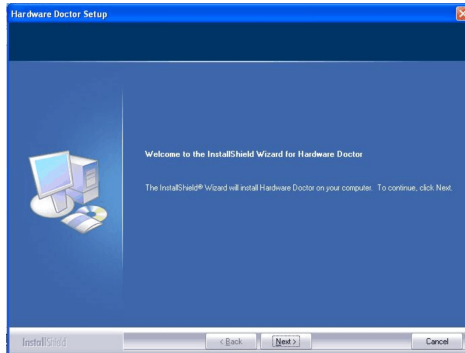 Hardware Doctor Setup
Welcome to the InstallShield Wizard for Hardware Doctor
The InstallShield® Wizard will install Hardware Doctor on your computer. To continue, click Next.
InstallShield
< Back
Next >
Cancel